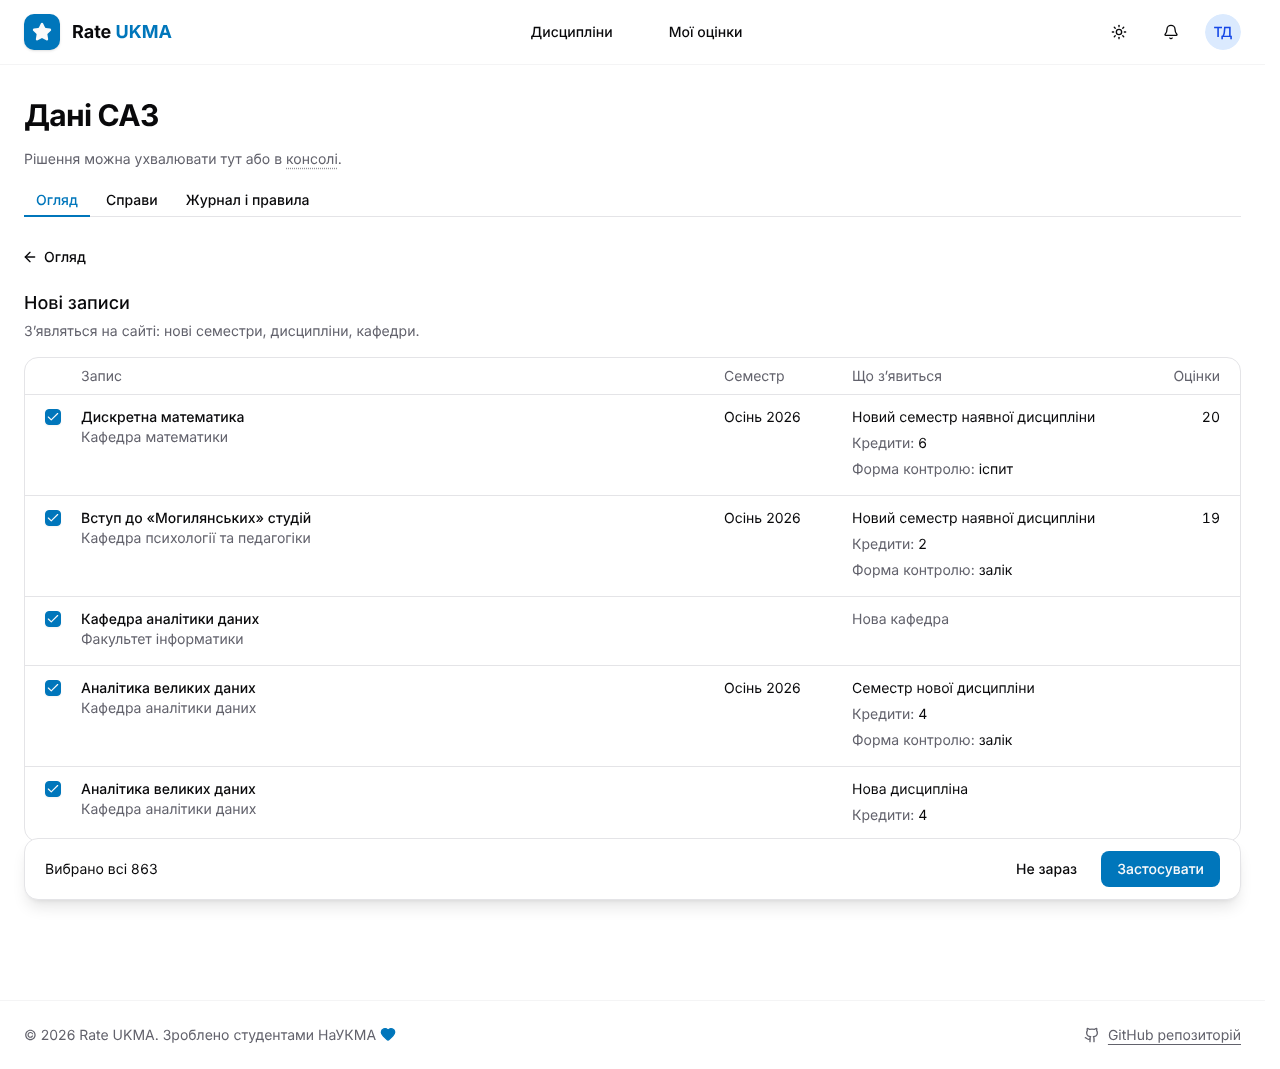 Rate UKMA
Дисципліни
Мої оцінки
ТД
Дані САЗ
Рішення можна ухвалювати тут або в консолі.
Огляд
Справи
Журнал і правила
Огляд
Нові записи
З’являться на сайті: нові семестри, дисципліни, кафедри.
Запис
Семестр
Що з’явиться
Оцінки
Дискретна математика
Кафедра математики
Осінь 2026
Новий семестр наявної дисципліни
Кредити: 6
Форма контролю: іспит
20
Вступ до «Могилянських» студій
Кафедра психології та педагогіки
Осінь 2026
Новий семестр наявної дисципліни
Кредити: 2
Форма контролю: залік
19
Кафедра аналітики даних
Факультет інформатики
Нова кафедра
Аналітика великих даних
Кафедра аналітики даних
Осінь 2026
Семестр нової дисципліни
Кредити: 4
Форма контролю: залік
Аналітика великих даних
Кафедра аналітики даних
Нова дисципліна
Кредити: 4
Вибрано всі 863
Не зараз
Застосувати
© 2026 Rate UKMA. Зроблено студентами НаУКМА
GitHub репозиторій